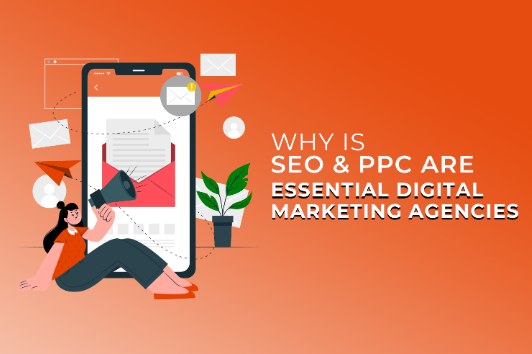 WHY IS
SEO & PPC ARE
ESSENTIAL DIGITAL
MARKETING AGENCIES